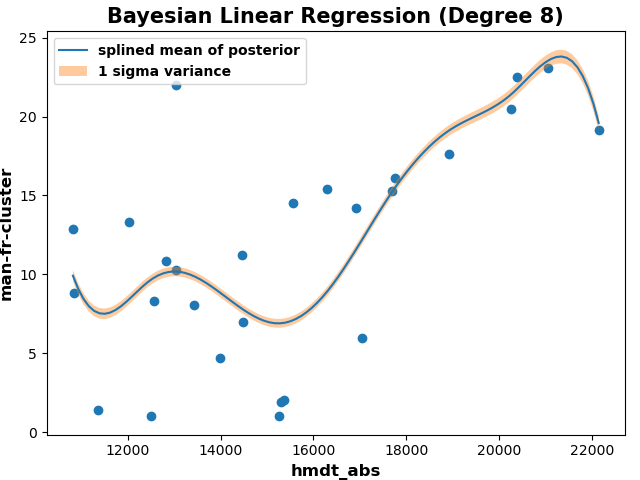 Bayesian Linear Regression (Degree 8)
splined mean of posterior
1 sigma variance
man-fr-cluster
25
20
15
10
5
0
12000 14000 16000 18000 20000 22000
hmdt_abs